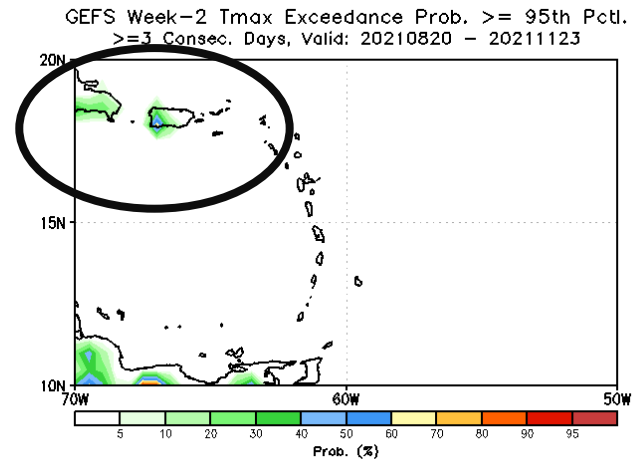 GEFS Week-2 Tmax Exceedance Prob. >= 95th Pctl.
>=3 Consec. Days, Valid: 20210820 - 20211123
20N
15N
10N
70W 60W 50W
5 10 20 30 40 50 60 70 80 90 95
Prob. (%)